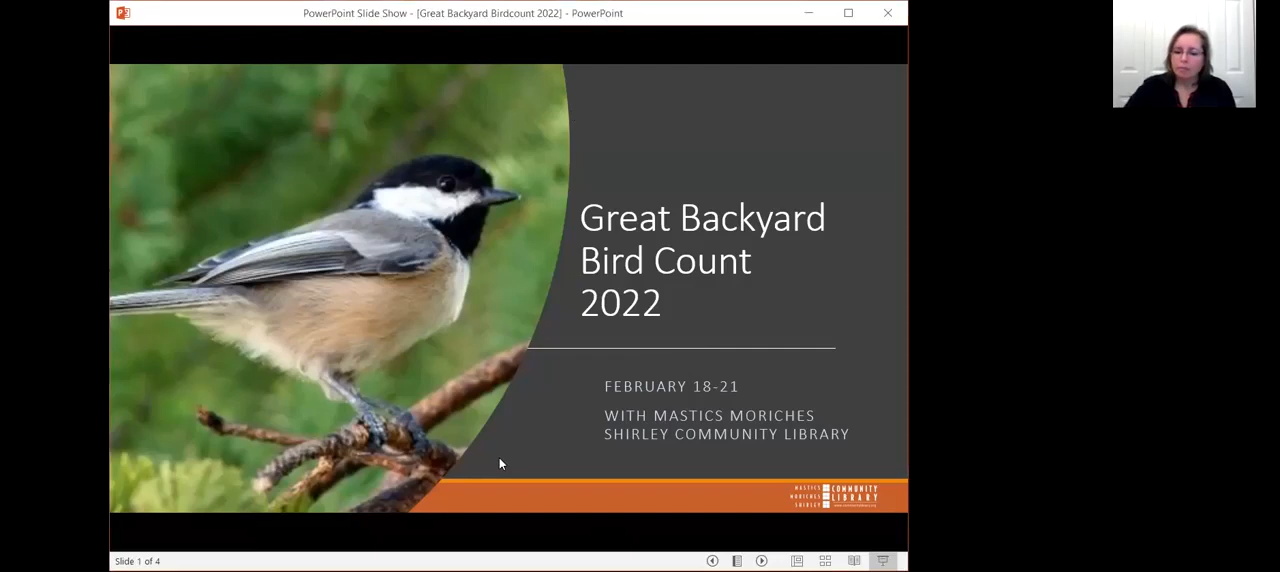 PowerPoint Slide Show - [Great Backyard Birdcount 2022] - PowerPoint
Great Backyard
Bird Count
2022
FEBRUARY 18-21
WITH MASTICS MORICHES
SHIRLEY COMMUNITY LIBRARY
MASTICS
MORICHES
SHIRLEY
COMMUNITY
LIBRARY
Slide 1 of 4